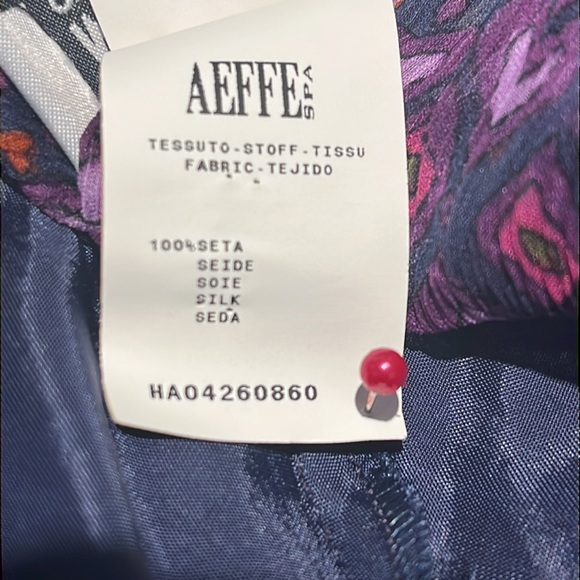 AEFFE SPA
TESSUTO-STOFF-TISSU
FABRIC-TEJIDO
100%SETA
SEIDE
SOIE
SILK
SEDA
HA04260860